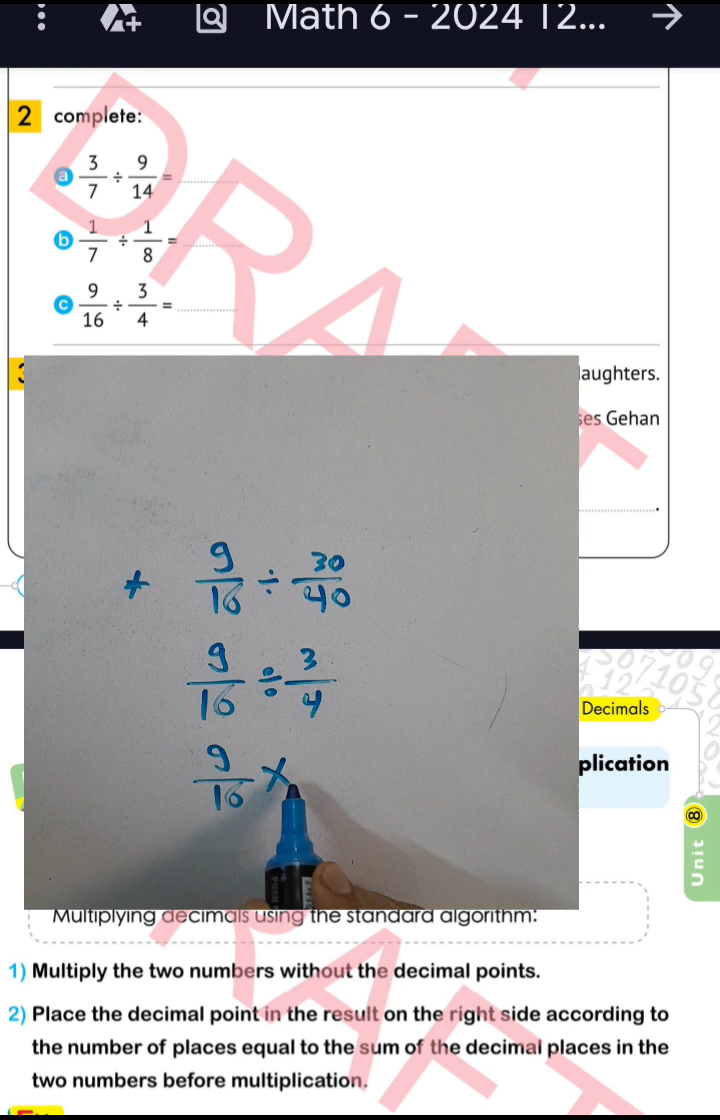 Math 6 - 2024 T2...
2 complete:
a 3/7 ÷ 9/14 = ............
b 1/7 ÷ 1/8 = ............
c 9/16 ÷ 3/4 = ............
laughters.
ses Gehan
+ 9/16 ÷ 30/40
9/16 ÷ 3/4
9/16 ×
Decimals
plication
Unit 8
Multiplying decimals using the standard algorithm:
1) Multiply the two numbers without the decimal points.
2) Place the decimal point in the result on the right side according to
the number of places equal to the sum of the decimal places in the
two numbers before multiplication.
DRAFT
DRAFT